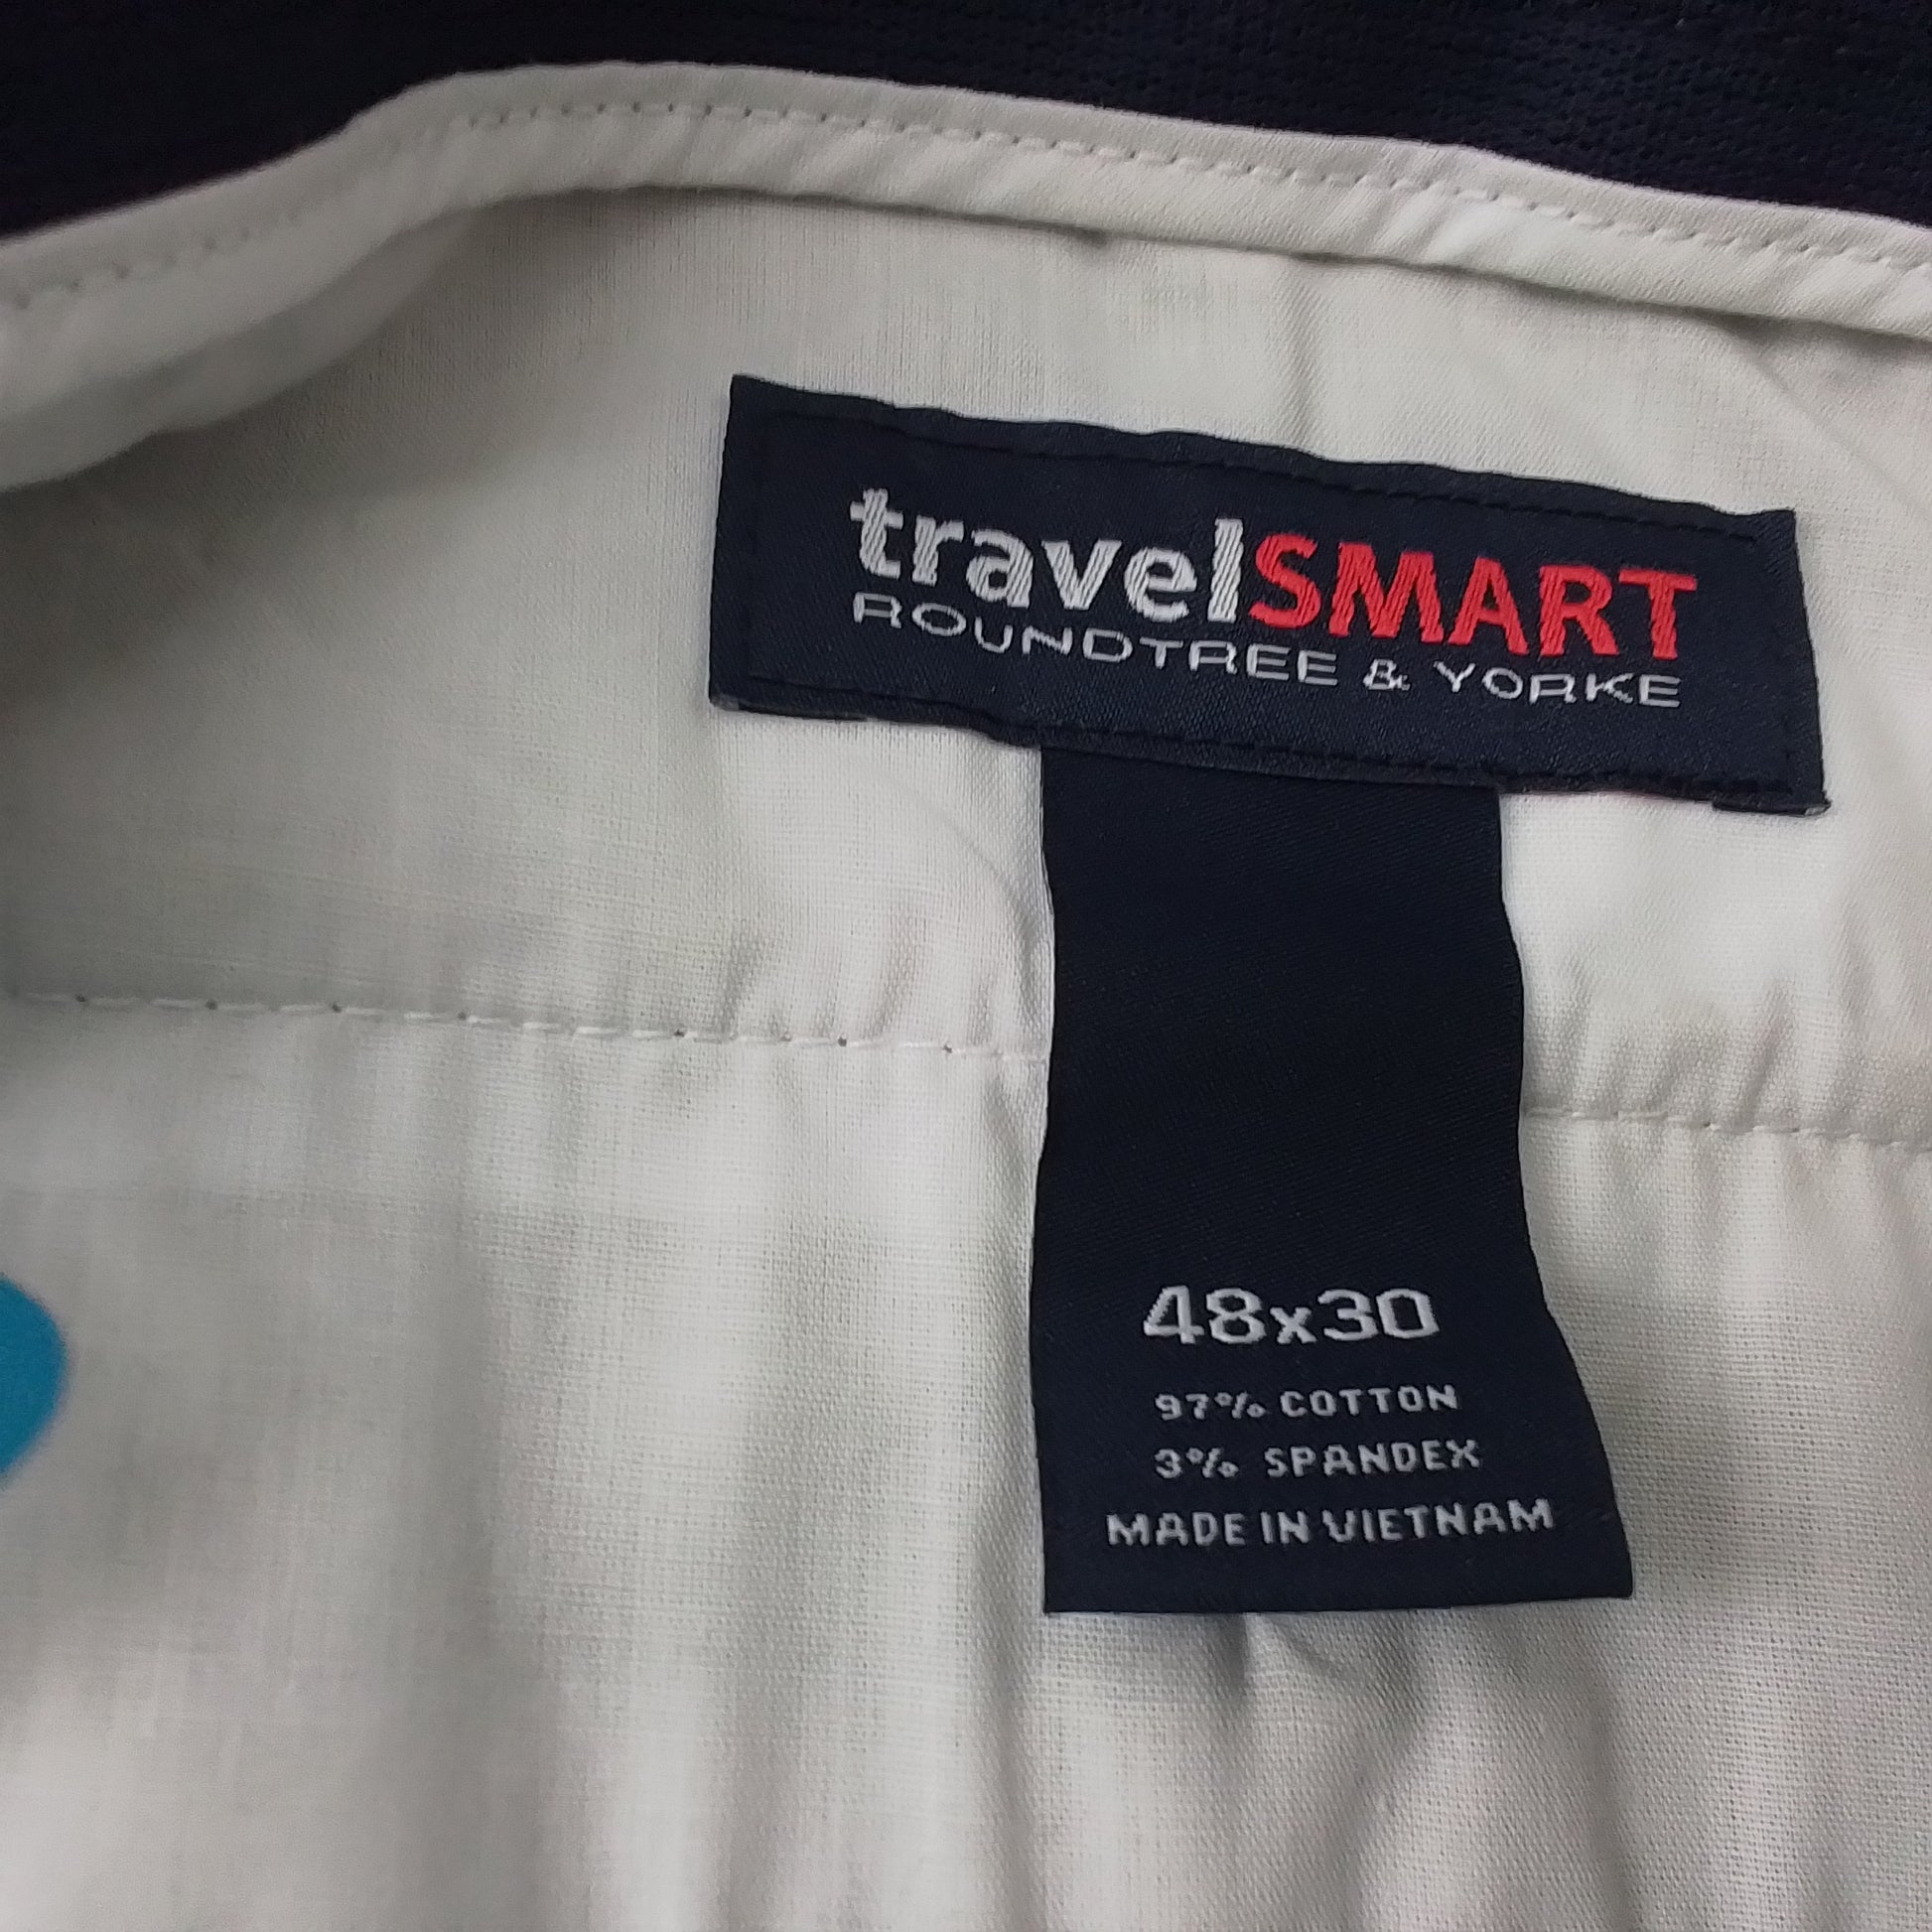 travelSMART
ROUNDTREE & YORKE
48x30
97% COTTON
3% SPANDEX
MADE IN VIETNAM